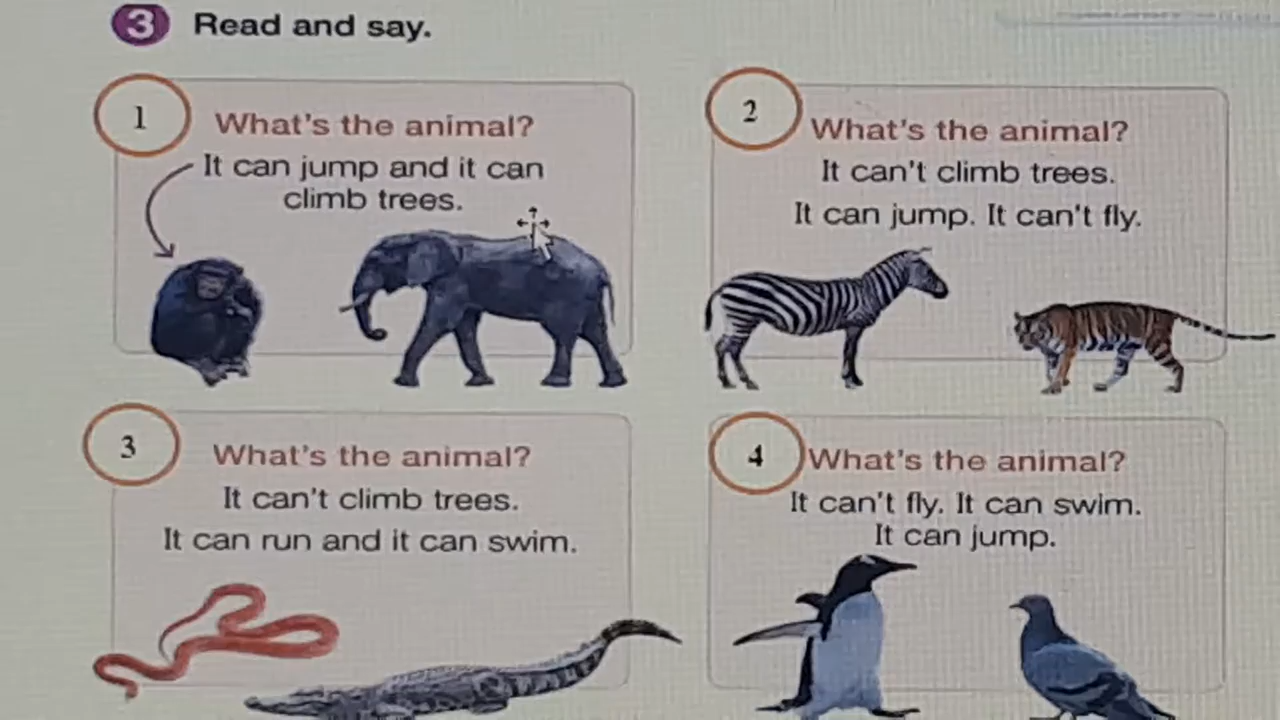 3 Read and say.
1
What's the animal?
It can jump and it can
climb trees.
2
What's the animal?
It can't climb trees.
It can jump. It can't fly.
3
What's the animal?
It can't climb trees.
It can run and it can swim.
4
What's the animal?
It can't fly. It can swim.
It can jump.